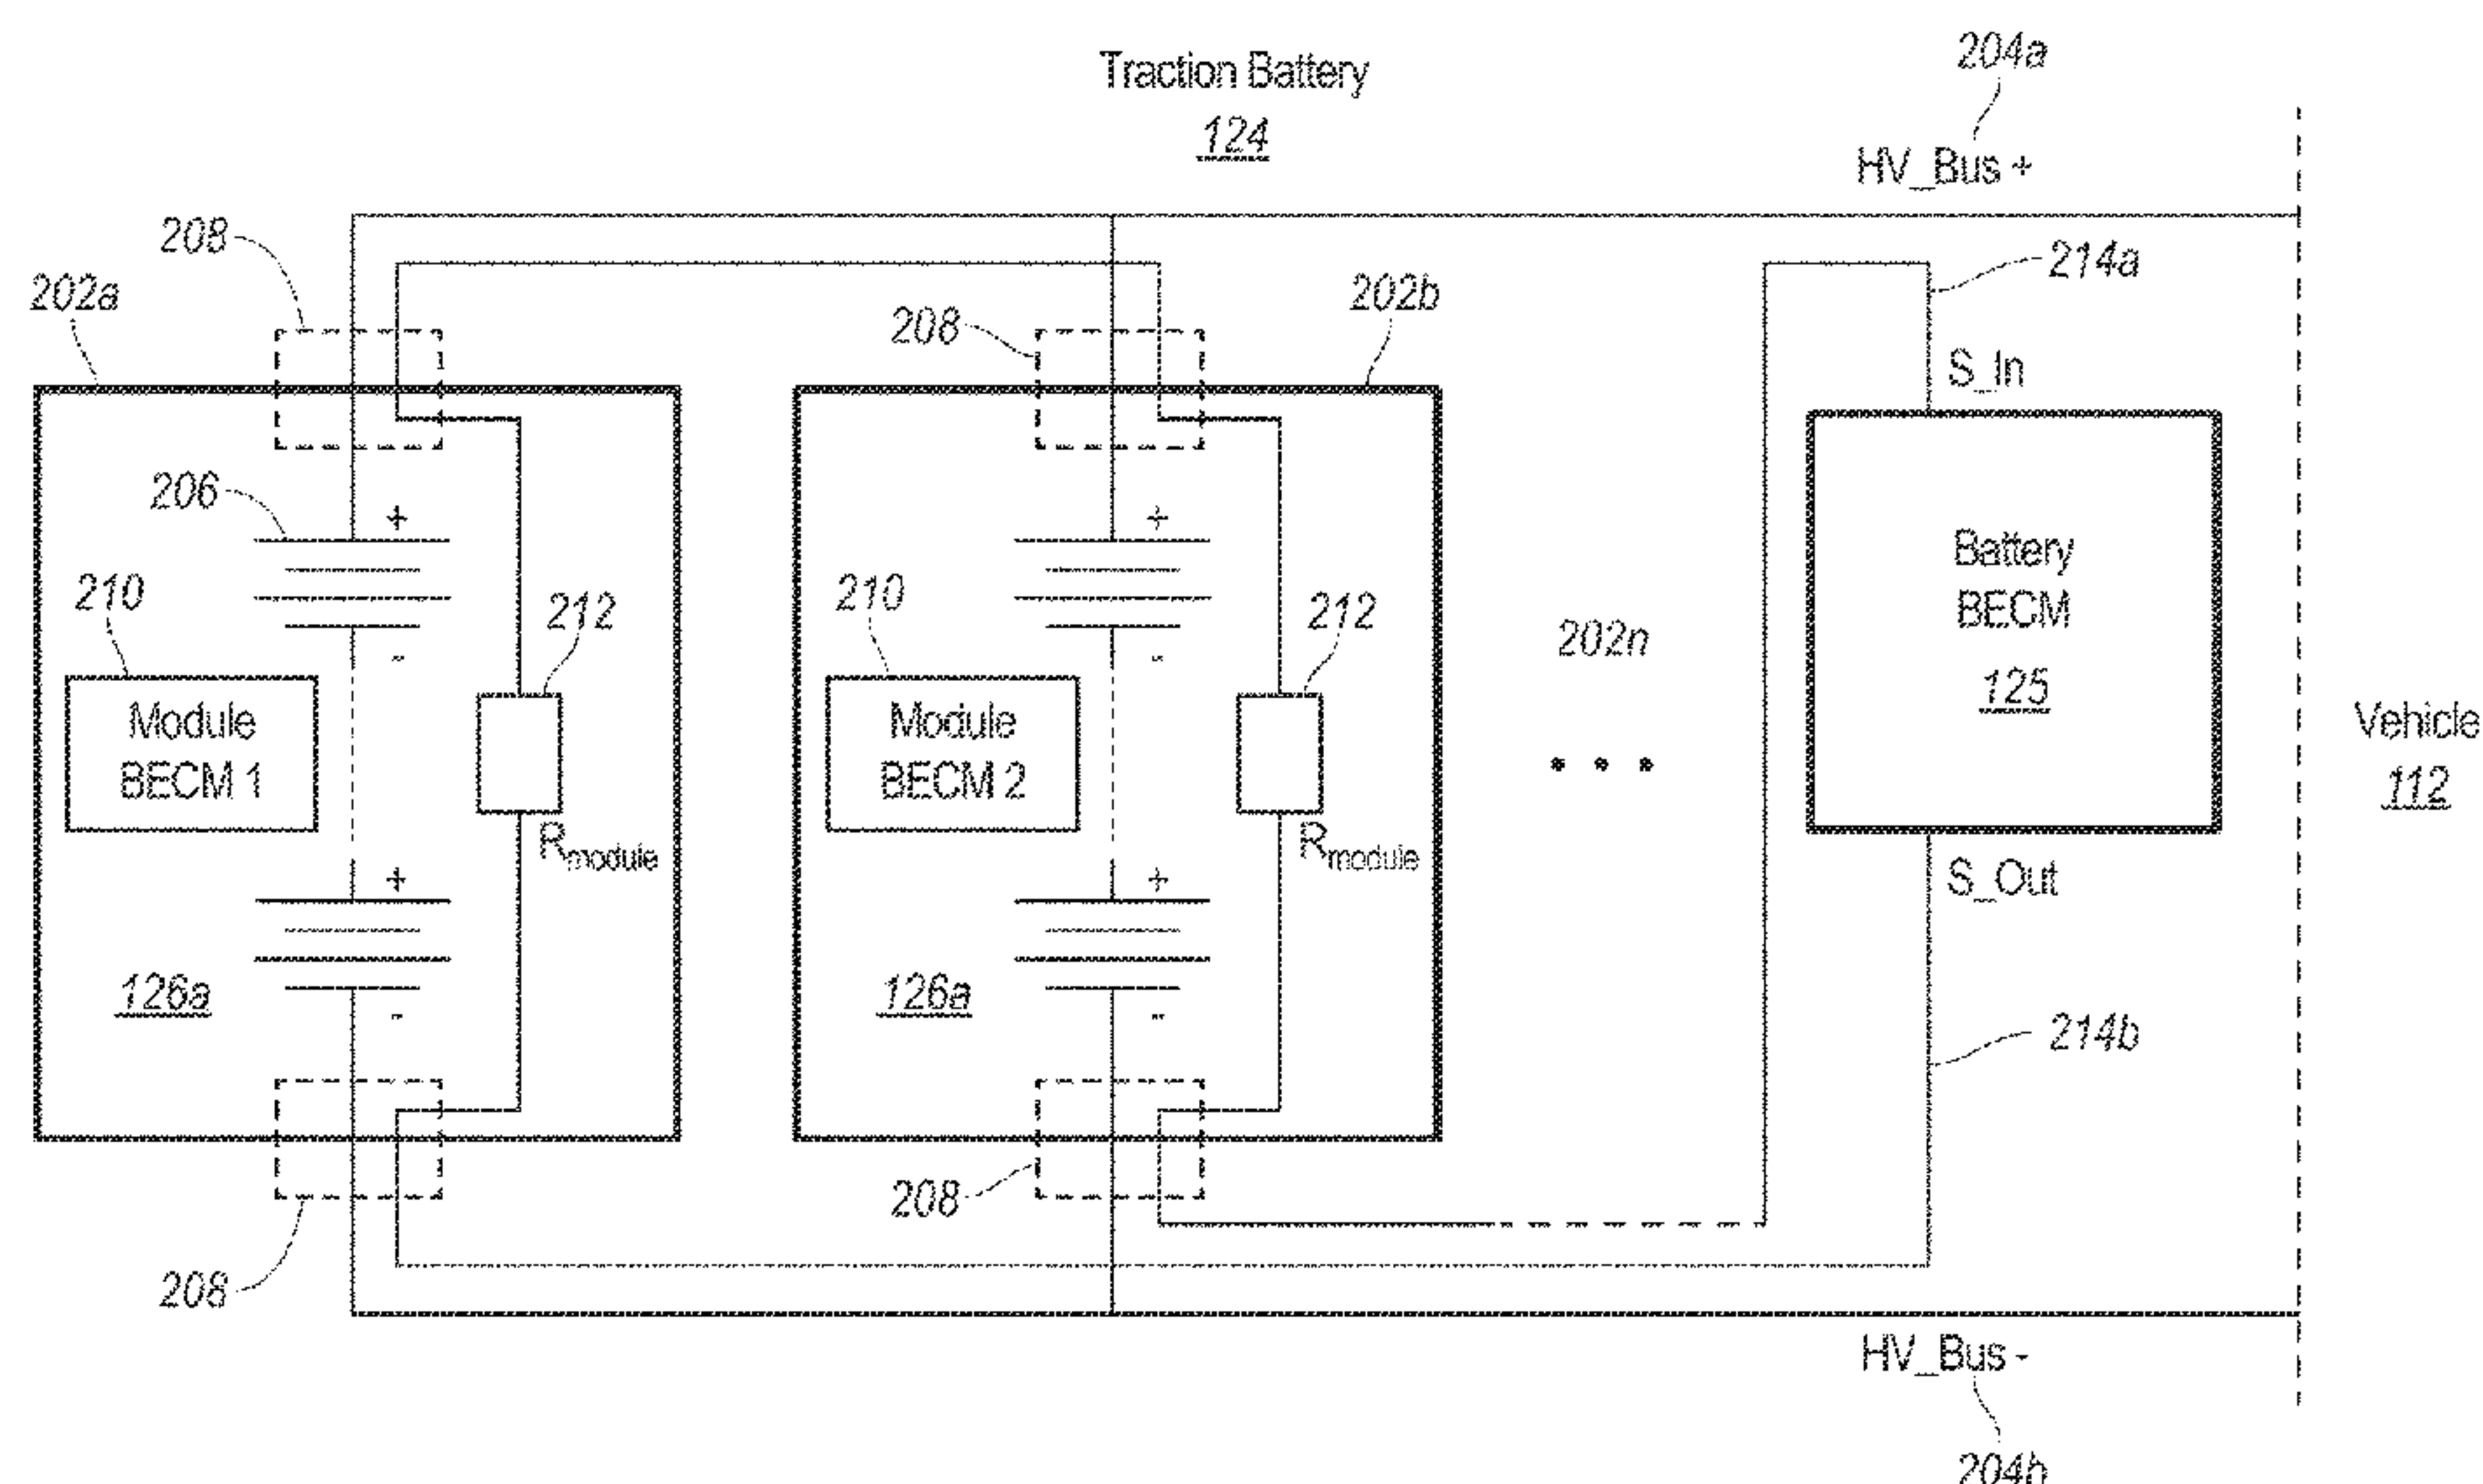 Traction Battery
124
204a
HV_Bus +
208
214a
202a
208
202b
S_In
206
+
+
Battery
BECM
125
210
212
210
212
202n
-
-
Module
BECM 1
Module
BECM 2
• • •
Vehicle
112
Rmodule
Rmodule
S_Out
+
+
126a
126a
-
-
214b
208
208
HV_Bus -
204b